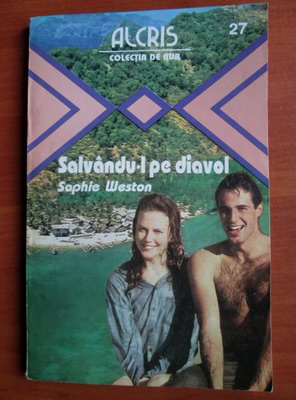 ALCRIS
COLECȚIA DE AUR
27
Salvându-l pe diavol
Sophie Weston